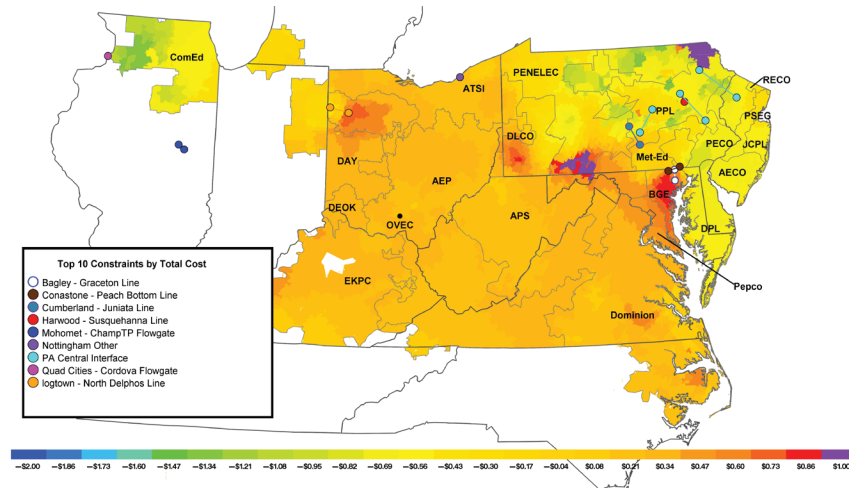 ComEd
PENELEC
ATSI
RECO
PPL
PSEG
DLCO
PECO
JCPL
Met-Ed
DAY
AECO
AEP
BGE
DEOK
APS
OVEC
DPL
EKPC
Pepco
Dominion
Top 10 Constraints by Total Cost
Bagley - Graceton Line
Conastone - Peach Bottom Line
Cumberland - Juniata Line
Harwood - Susquehanna Line
Mohomet - ChampTP Flowgate
Nottingham Other
PA Central Interface
Quad Cities - Cordova Flowgate
logtown - North Delphos Line
—$2.00 —$1.86 —$1.73 —$1.60 —$1.47 —$1.34 —$1.21 —$1.08 —$0.95 —$0.82 —$0.69 —$0.56 —$0.43 —$0.30 —$0.17 —$0.04 $0.08 $0.21 $0.34 $0.47 $0.60 $0.73 $0.86 $1.00